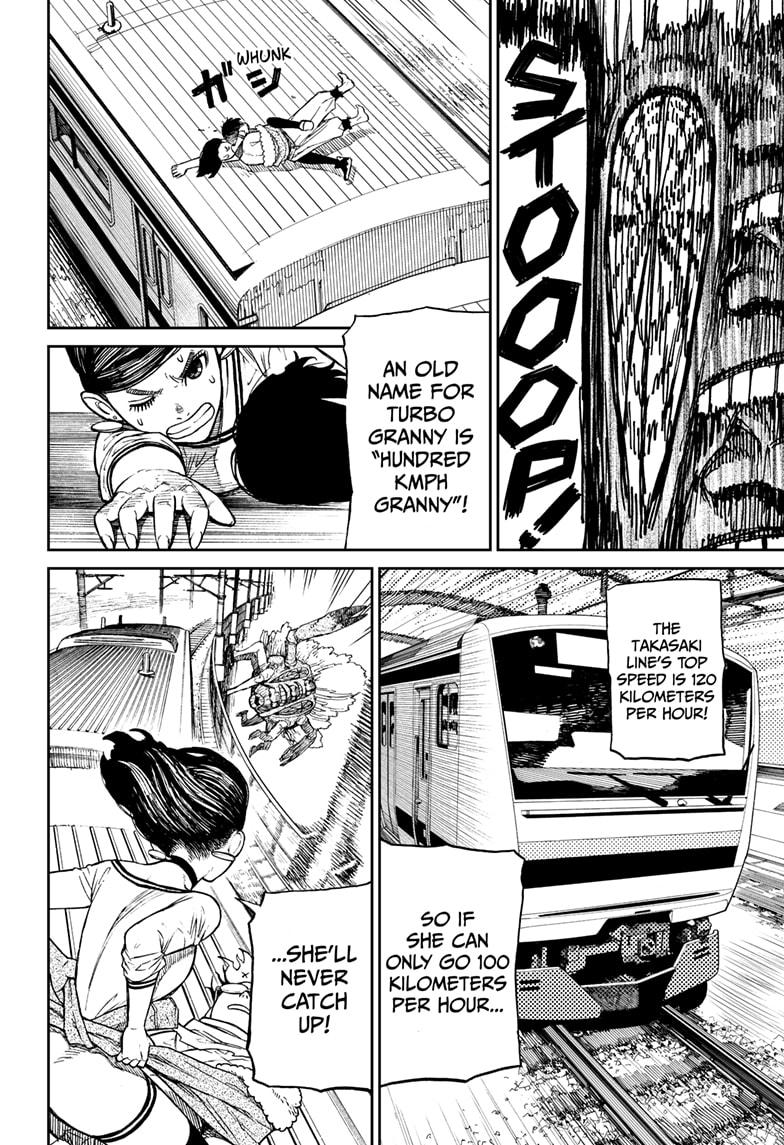 STOOOP!
WHUNK
ガシ
AN OLD
NAME FOR
TURBO
GRANNY IS
"HUNDRED
KMPH
GRANNY"!
THE
TAKASAKI
LINE'S TOP
SPEED IS 120
KILOMETERS
PER HOUR!
SO IF
SHE CAN
ONLY GO 100
KILOMETERS
PER HOUR...
...SHE'LL
NEVER
CATCH
UP!